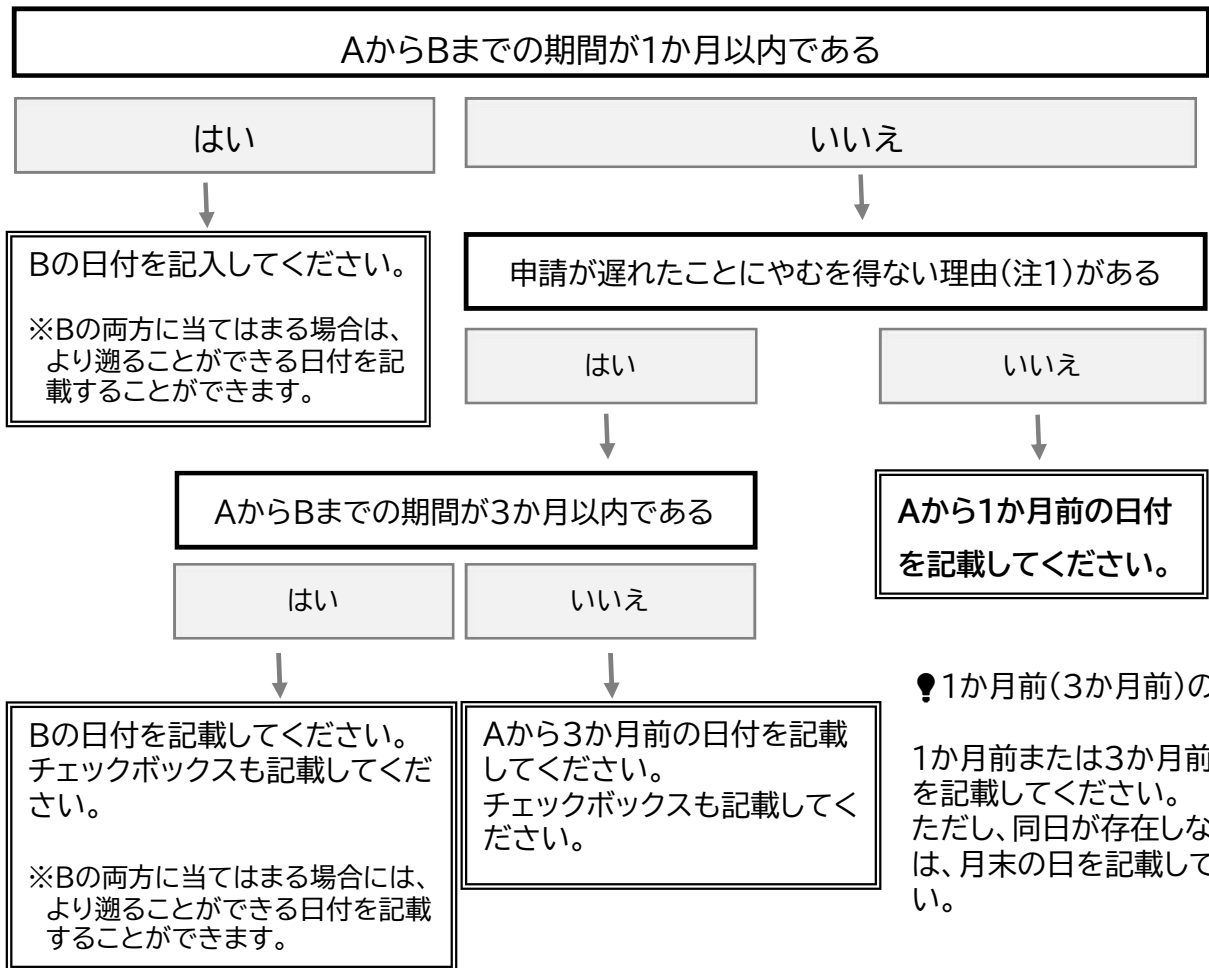 AからBまでの期間が1か月以内である
はい
いいえ
Bの日付を記入してください。
※Bの両方に当てはまる場合は、
より遡ることができる日付を記
載することができます。
申請が遅れたことにやむを得ない理由(注1)がある
はい
いいえ
AからBまでの期間が3か月以内である
Aから1か月前の日付
を記載してください。
はい
いいえ
Bの日付を記載してください。
チェックボックスも記載してくだ
さい。
※Bの両方に当てはまる場合には、
より遡ることができる日付を記載
することができます。
Aから3か月前の日付を記載
してください。
チェックボックスも記載してく
ださい。
1か月前(3か月前)の
1か月前または3か月前
を記載してください。
ただし、同日が存在しな
は、月末の日を記載して
い。